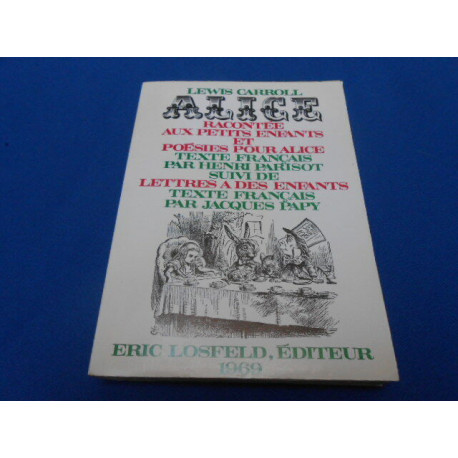 LEWIS CARROLL
ALICE
RACONTEE
AUX PETITS ENFANTS
ET
POÉSIES POUR ALICE
TEXTE FRANÇAIS
PAR HENRI PARISOT
SUIVI DE
LETTRES A DES ENFANTS
TEXTE FRANÇAIS
PAR JACQUES PAPY
ERIC LOSFELD, ÉDITEUR
1969